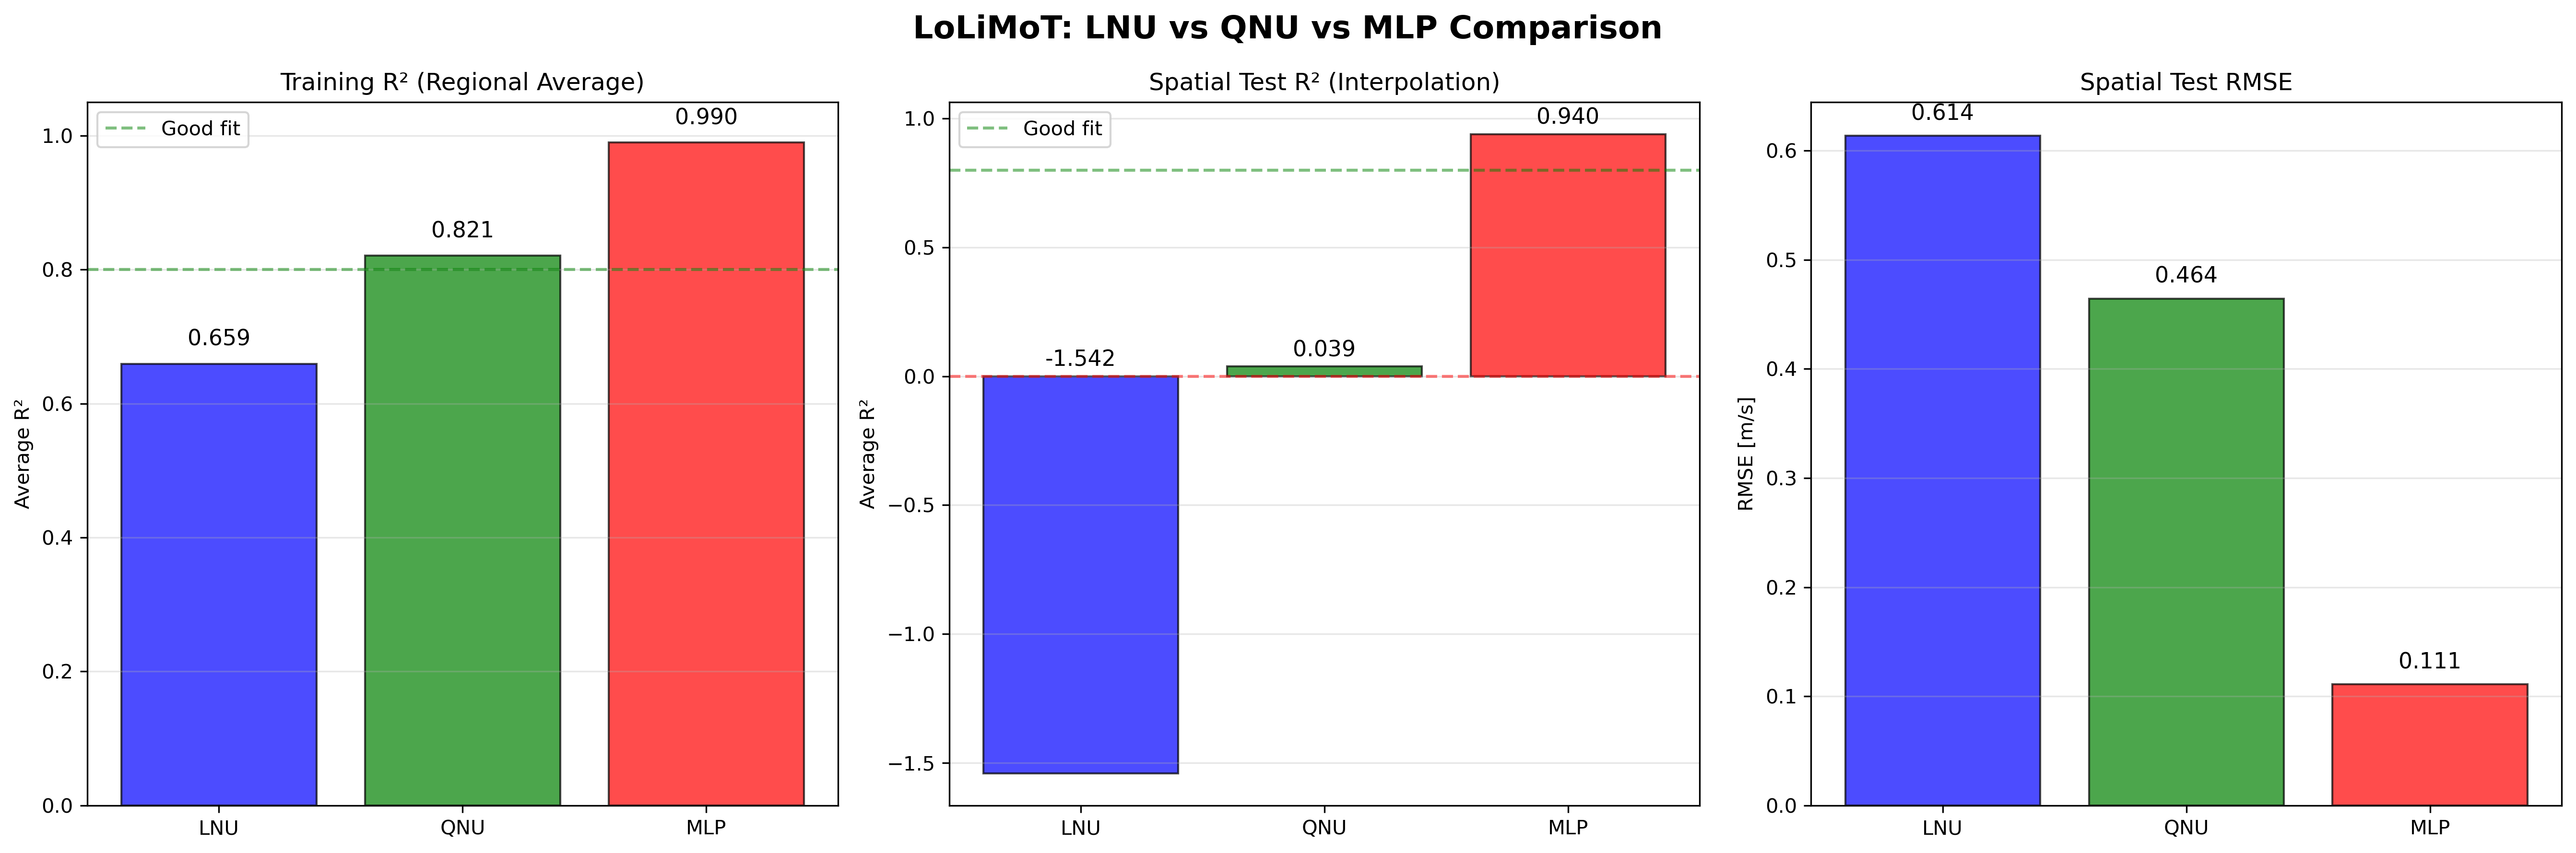 LoLiMoT: LNU vs QNU vs MLP Comparison
Training R² (Regional Average)
Good fit
0.659
0.821
0.990
Average R²
1.0
0.8
0.6
0.4
0.2
0.0
LNU
QNU
MLP
Spatial Test R² (Interpolation)
Good fit
-1.542
0.039
0.940
Average R²
1.0
0.5
0.0
−0.5
−1.0
−1.5
LNU
QNU
MLP
Spatial Test RMSE
0.614
0.464
0.111
RMSE [m/s]
0.6
0.5
0.4
0.3
0.2
0.1
0.0
LNU
QNU
MLP